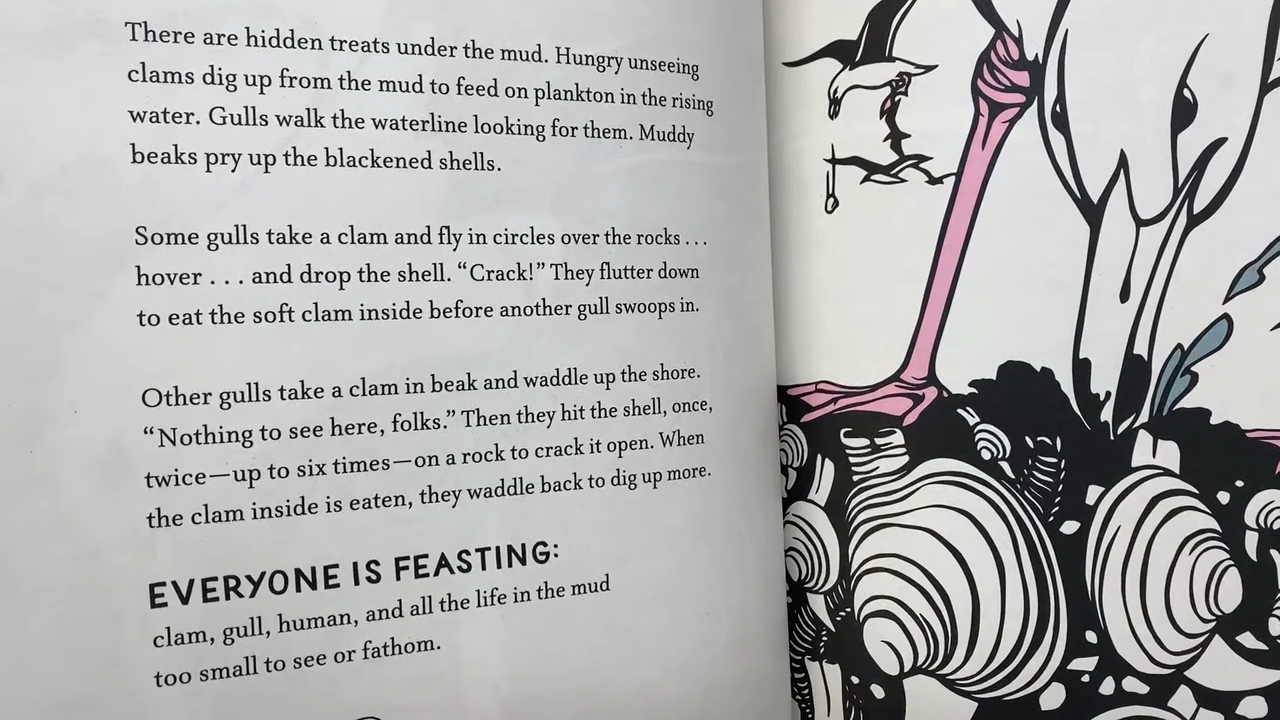 There are hidden treats under the mud. Hungry unseeing
clams dig up from the mud to feed on plankton in the rising
water. Gulls walk the waterline looking for them. Muddy
beaks pry up the blackened shells.
Some gulls take a clam and fly in circles over the rocks . . .
hover . . . and drop the shell. “Crack!” They flutter down
to eat the soft clam inside before another gull swoops in.
Other gulls take a clam in beak and waddle up the shore.
“Nothing to see here, folks.” Then they hit the shell, once,
twice—up to six times—on a rock to crack it open. When
the clam inside is eaten, they waddle back to dig up more.
EVERYONE IS FEASTING:
clam, gull, human, and all the life in the mud
too small to see or fathom.